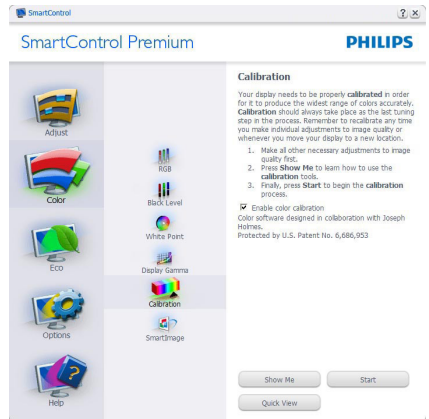 SmartControl
SmartControl Premium
PHILIPS
Adjust
Color
Eco
Options
Help
RGB
Black Level
White Point
Display Gamma
Calibration
SmartImage
Calibration
Your display needs to be properly calibrated in order
for it to produce the widest range of colors accurately.
Calibration should always take place as the last tuning
step in the process. Remember to recalibrate any time
you make individual adjustments to image quality or
whenever you move your display to a new location.
1. Make all other necessary adjustments to image
quality first.
2. Press Show Me to learn how to use the
calibration tools.
3. Finally, press Start to begin the calibration
process.
Enable color calibration
Color software designed in collaboration with Joseph
Holmes.
Protected by U.S. Patent No. 6,686,953
Show Me
Start
Quick View